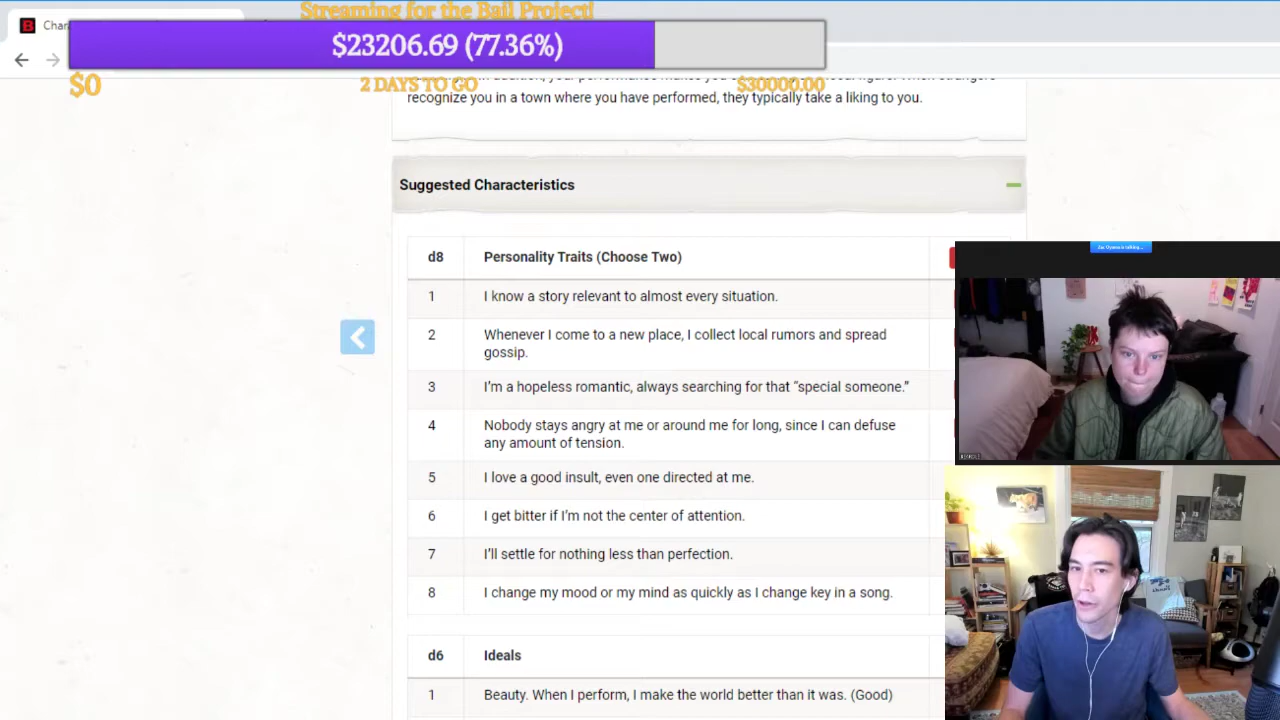 Streaming for the Bail Project!
Char
$23206.69 (77.36%)
$0
2 DAYS TO GO
$30000.00
recognize you in a town where you have performed, they typically take a liking to you.
Suggested Characteristics
d8 Personality Traits (Choose Two)
1 I know a story relevant to almost every situation.
2 Whenever I come to a new place, I collect local rumors and spread
gossip.
3 I'm a hopeless romantic, always searching for that “special someone.”
4 Nobody stays angry at me or around me for long, since I can defuse
any amount of tension.
5 I love a good insult, even one directed at me.
6 I get bitter if I'm not the center of attention.
7 I'll settle for nothing less than perfection.
8 I change my mood or my mind as quickly as I change key in a song.
d6 Ideals
1 Beauty. When I perform, I make the world better than it was. (Good)